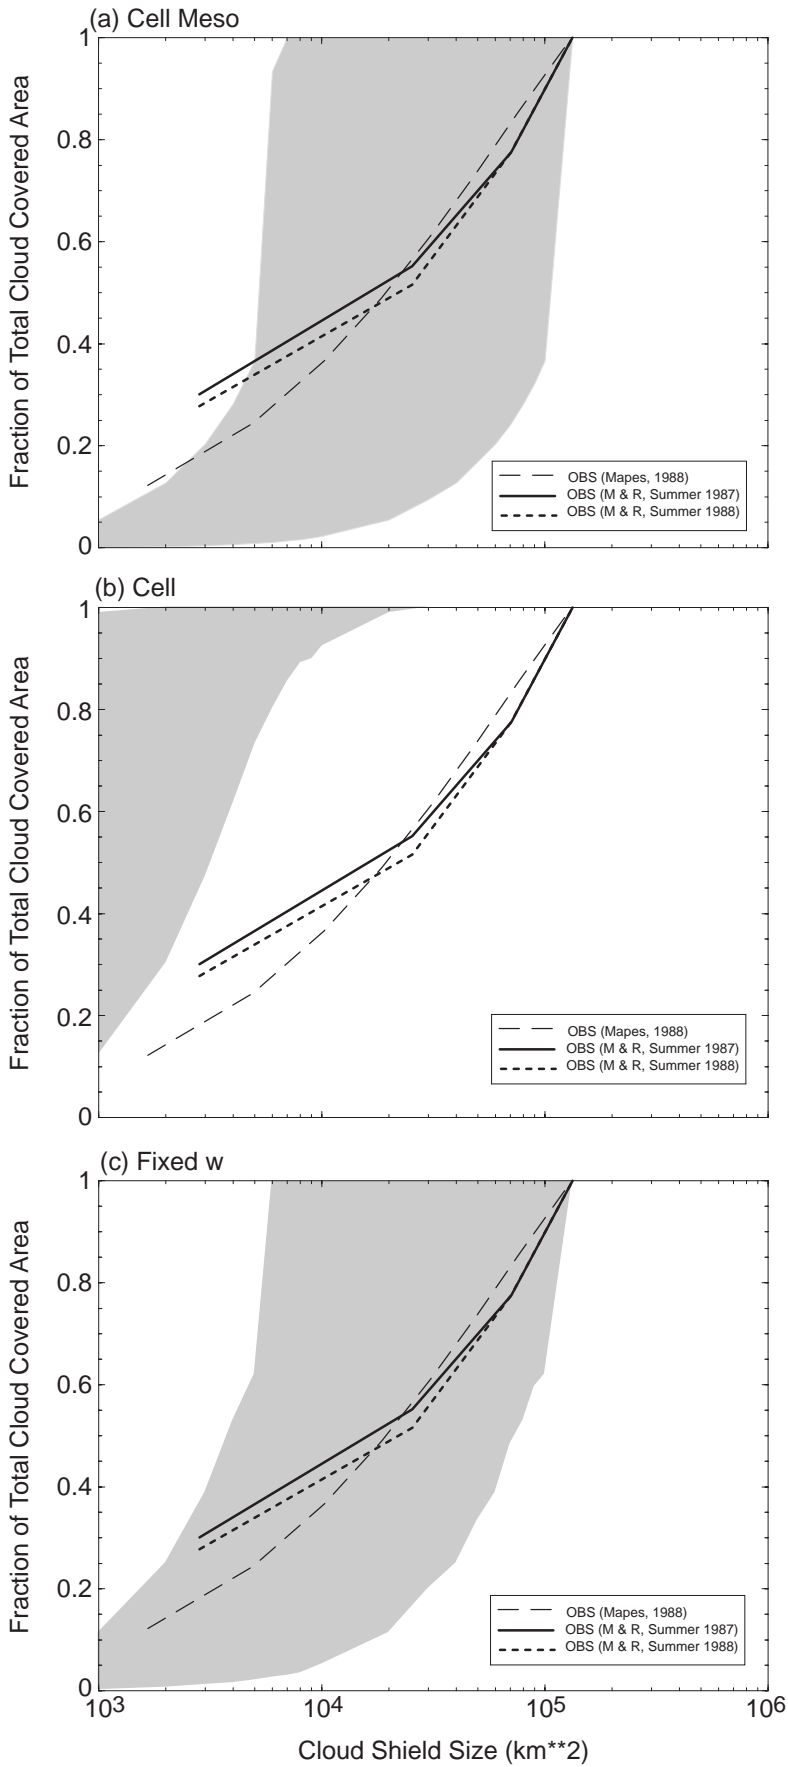 (a) Cell Meso
Fraction of Total Cloud Covered Area
1
0.8
0.6
0.4
0.2
0
OBS (Mapes, 1988)
OBS (M & R, Summer 1987)
OBS (M & R, Summer 1988)
(b) Cell
Fraction of Total Cloud Covered Area
1
0.8
0.6
0.4
0.2
0
OBS (Mapes, 1988)
OBS (M & R, Summer 1987)
OBS (M & R, Summer 1988)
(c) Fixed w
Fraction of Total Cloud Covered Area
1
0.8
0.6
0.4
0.2
0
OBS (Mapes, 1988)
OBS (M & R, Summer 1987)
OBS (M & R, Summer 1988)
10³ 10⁴ 10⁵ 10⁶
Cloud Shield Size (km**2)